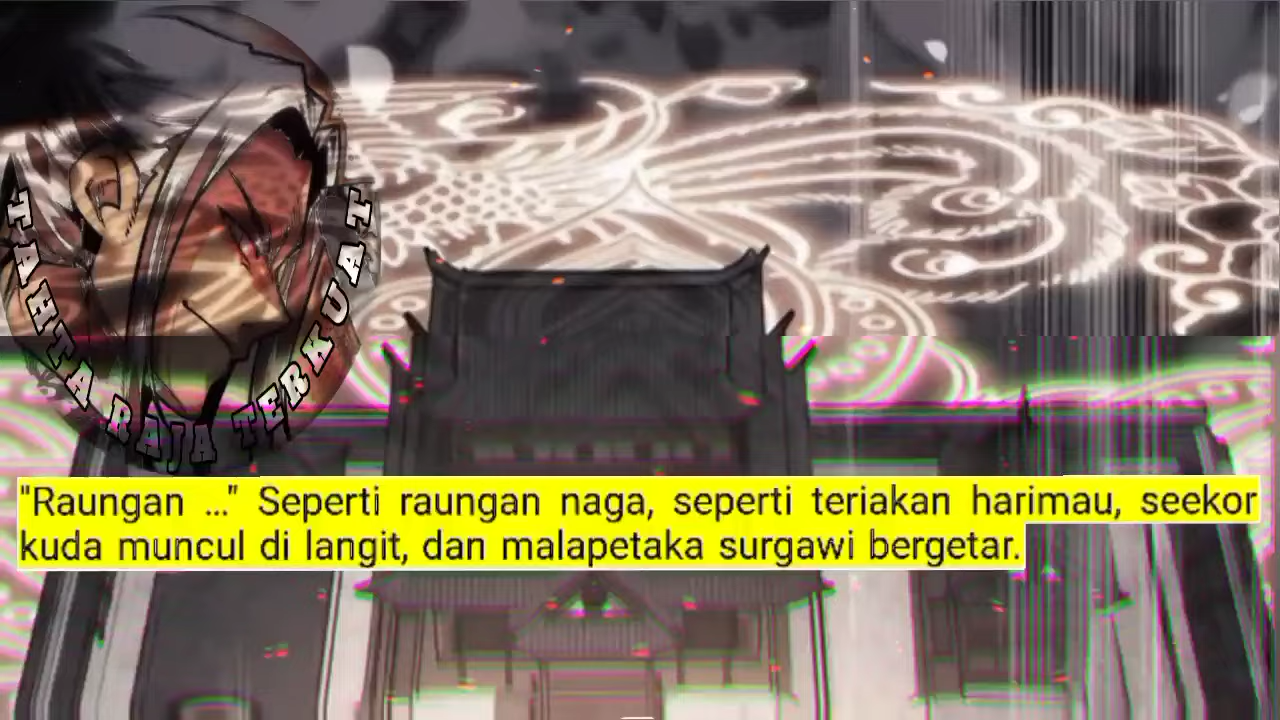 TAHTA RAJA TERKUAT
"Raungan ..." Seperti raungan naga, seperti teriakan harimau, seekor
kuda muncul di langit, dan malapetaka surgawi bergetar.